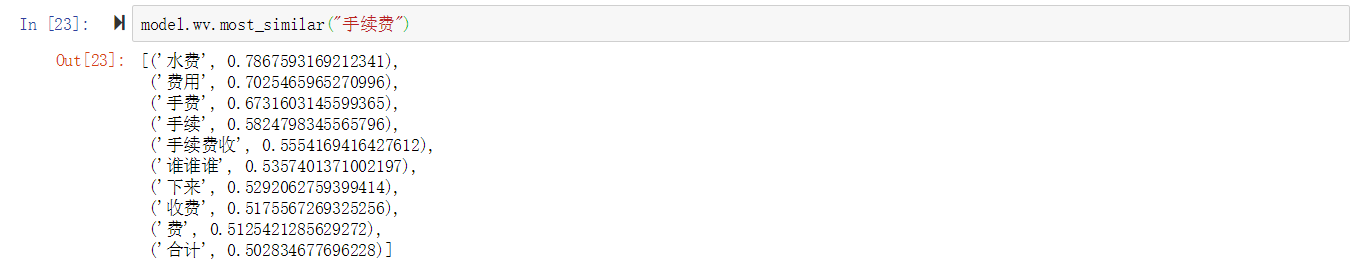 In [23]: model.wv.most_similar("手续费")
Out[23]: [('水费', 0.7867593169212341),
('费用', 0.7025465965270996),
('手费', 0.6731603145599365),
('手续', 0.5824798345565796),
('手续费收', 0.5554169416427612),
('谁谁谁', 0.5357401371002197),
('下来', 0.5292062759399414),
('收费', 0.5175567269325256),
('费', 0.5125421285629272),
('合计', 0.502834677696228)]